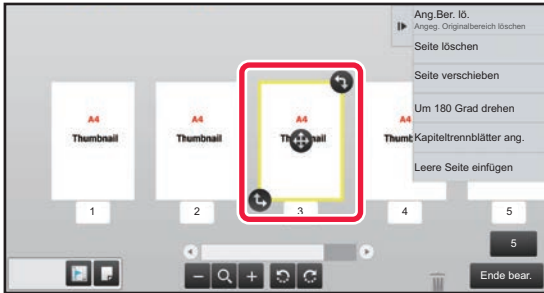 Ang.Ber. lö.
Angeg. Originalbereich löschen
Seite löschen
Seite verschieben
Um 180 Grad drehen
Kapiteltrennblätter ang.
Leere Seite einfügen
A4
Thumbnail
A4
Thumbnail
A4
A4
1
2
3
4
5
5
Ende bear.